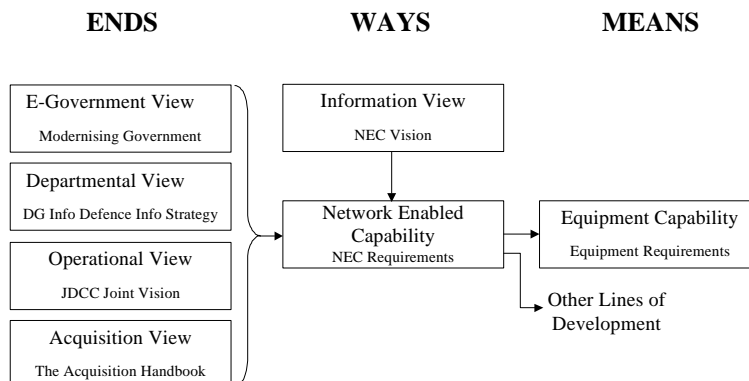 ENDS
WAYS
MEANS
E-Government View
Modernising Government
Departmental View
DG Info Defence Info Strategy
Operational View
JDCC Joint Vision
Acquisition View
The Acquisition Handbook
Information View
NEC Vision
Network Enabled
Capability
NEC Requirements
Equipment Capability
Equipment Requirements
Other Lines of
Development